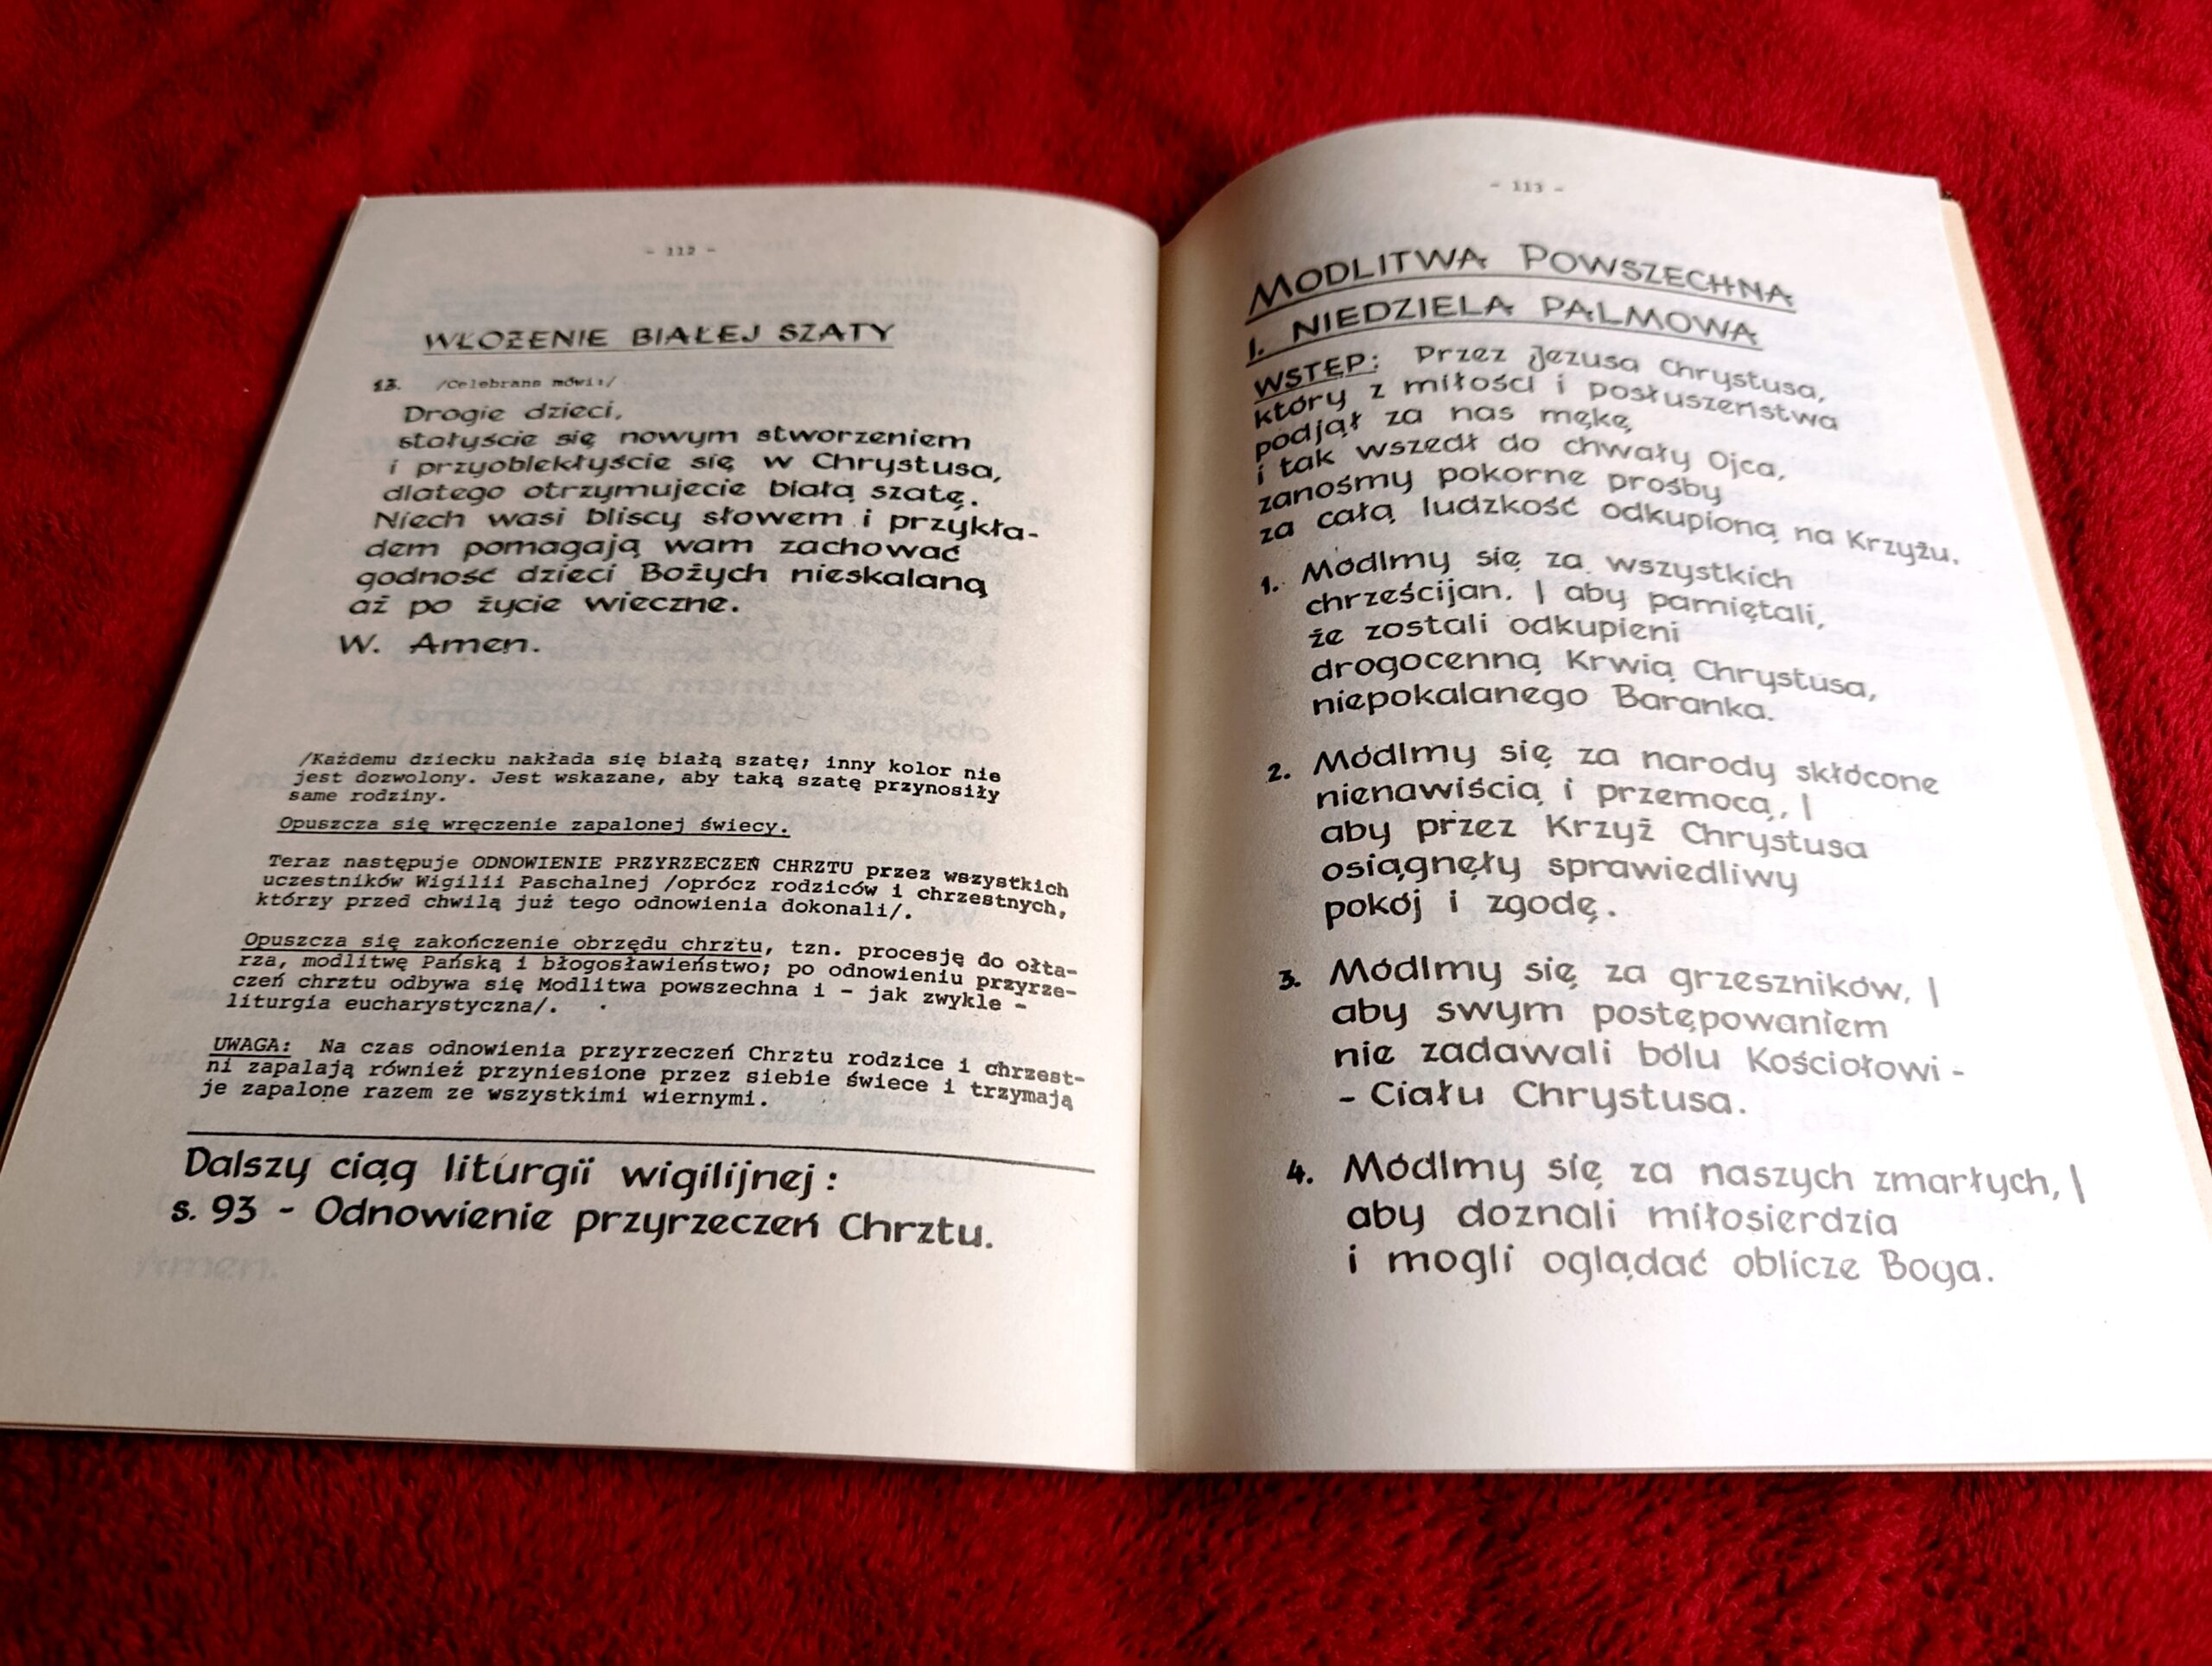 - 112 -
WŁOŻENIE BIAŁEJ SZATY
13. /Celebrans mówi:/
Drogie dzieci,
stałyście się nowym stworzeniem
i przyoblekłyście się w Chrystusa,
dlatego otrzymujecie białą szatę.
Niech wasi bliscy słowem i przykła-
dem pomagają wam zachować
godność dzieci Bożych nieskalaną
aż po życie wieczne.
W. Amen.
/Każdemu dziecku nakłada się białą szatę; inny kolor nie
jest dozwolony. Jest wskazane, aby taką szatę przynosiły
same rodziny.
Opuszcza się wręczenie zapalonej świecy.
Teraz następuje ODNOWIENIE PRZYRZECZEŃ CHRZTU przez wszystkich
uczestników Wigilii Paschalnej /oprócz rodziców i chrzestnych,
którzy przed chwilą już tego odnowienia dokonali/.
Opuszcza się zakończenie obrzędu chrztu, tzn. procesję do ołta-
rza, modlitwę Pańską i błogosławieństwo; po odnowieniu przyrze-
czeń chrztu odbywa się Modlitwa powszechna i - jak zwykle -
liturgia eucharystyczna/.
UWAGA: Na czas odnowienia przyrzeczeń Chrztu rodzice i chrzest-
ni zapalają również przyniesione przez siebie świece i trzymają
je zapalone razem ze wszystkimi wiernymi.
Dalszy ciąg liturgii wigilijnej:
s. 93 - Odnowienie przyrzeczeń Chrztu.
- 113 -
MODLITWA POWSZECHNA
I. NIEDZIELA PALMOWA
WSTĘP: Przez Jezusa Chrystusa,
który z miłości i posłuszeństwa
podjął za nas mękę
i tak wszedł do chwały Ojca,
zanośmy pokorne prośby
za całą ludzkość odkupioną na Krzyżu.
1. Módlmy się za wszystkich
chrześcijan, | aby pamiętali,
że zostali odkupieni
drogocenną Krwią Chrystusa,
niepokalanego Baranka.
2. Módlmy się za narody skłócone
nienawiścią i przemocą, |
aby przez Krzyż Chrystusa
osiągnęły sprawiedliwy
pokój i zgodę.
3. Módlmy się za grzeszników, |
aby swym postępowaniem
nie zadawali bólu Kościołowi -
- Ciału Chrystusa.
4. Módlmy się za naszych zmarłych, |
aby doznali miłosierdzia
i mogli oglądać oblicze Boga.